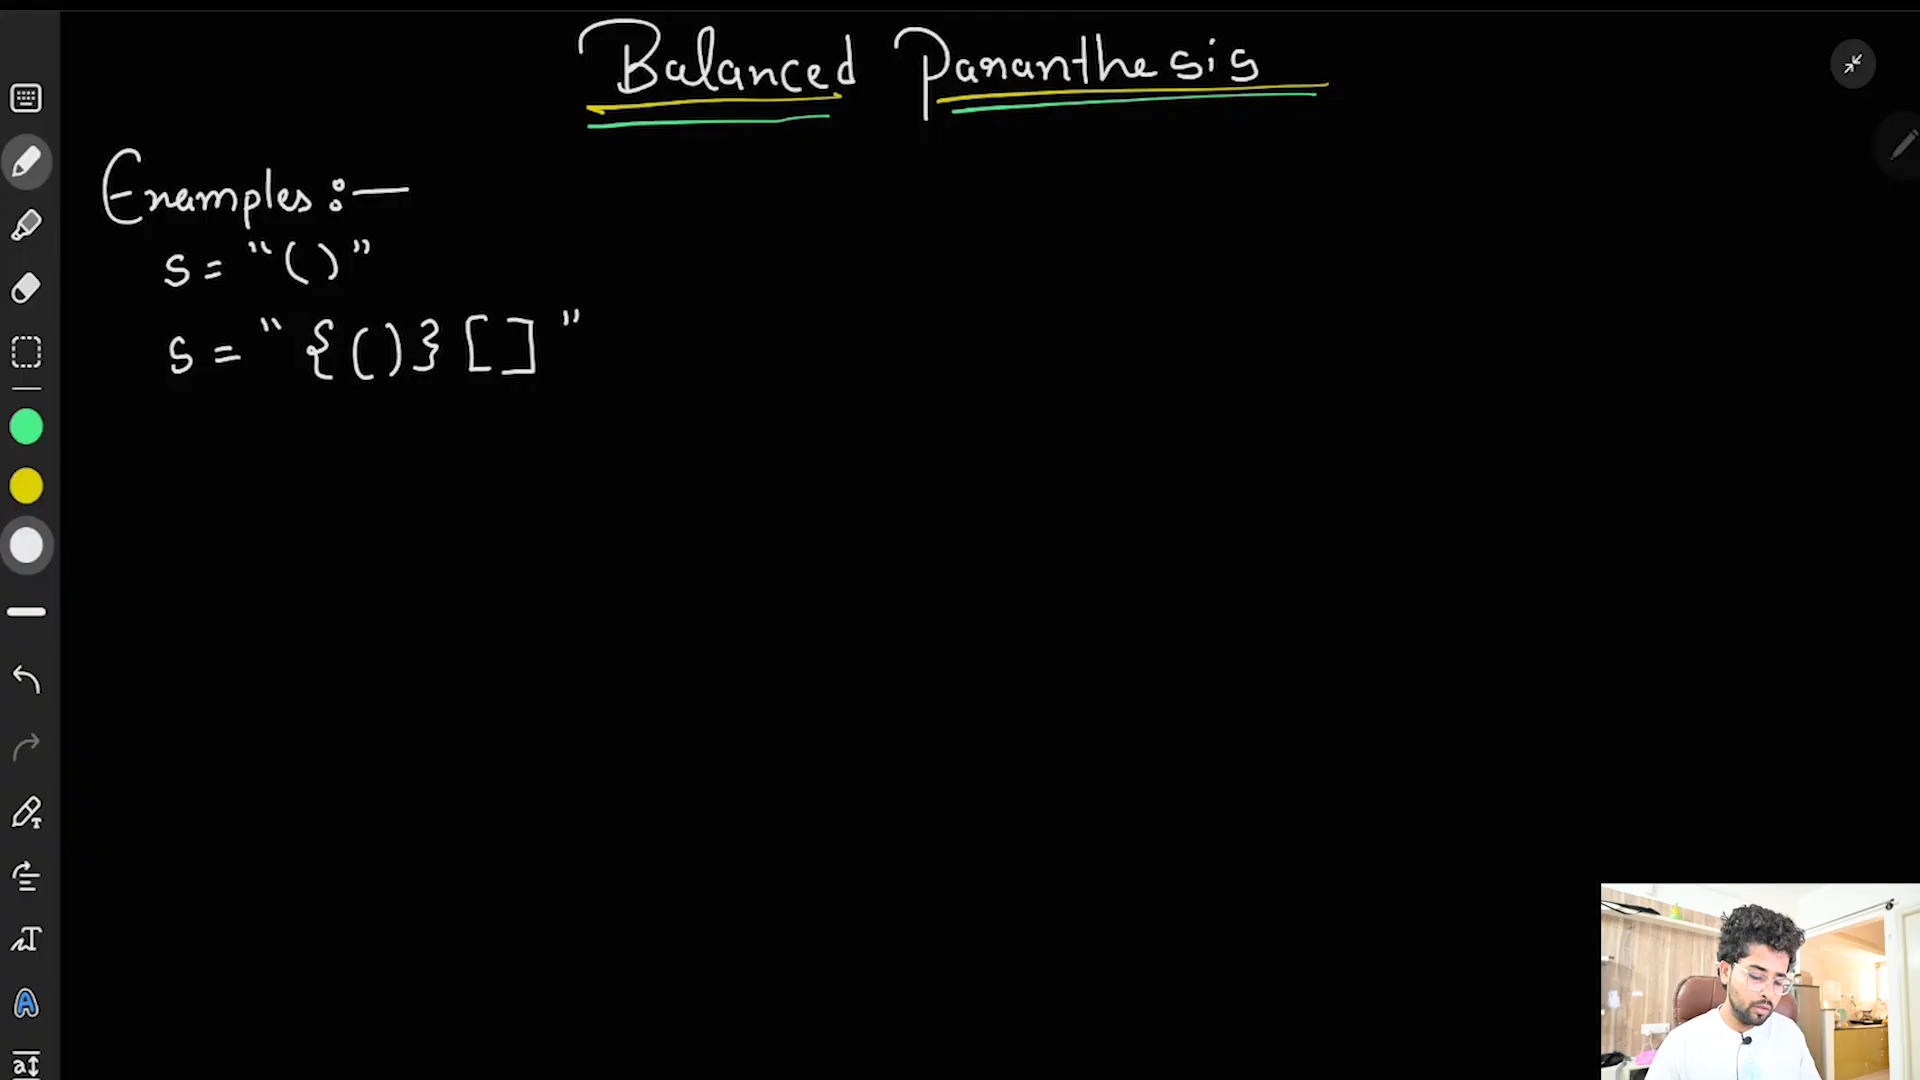 Balanced Paranthesis
Examples :—
s = "()"
s = "{()}[]"